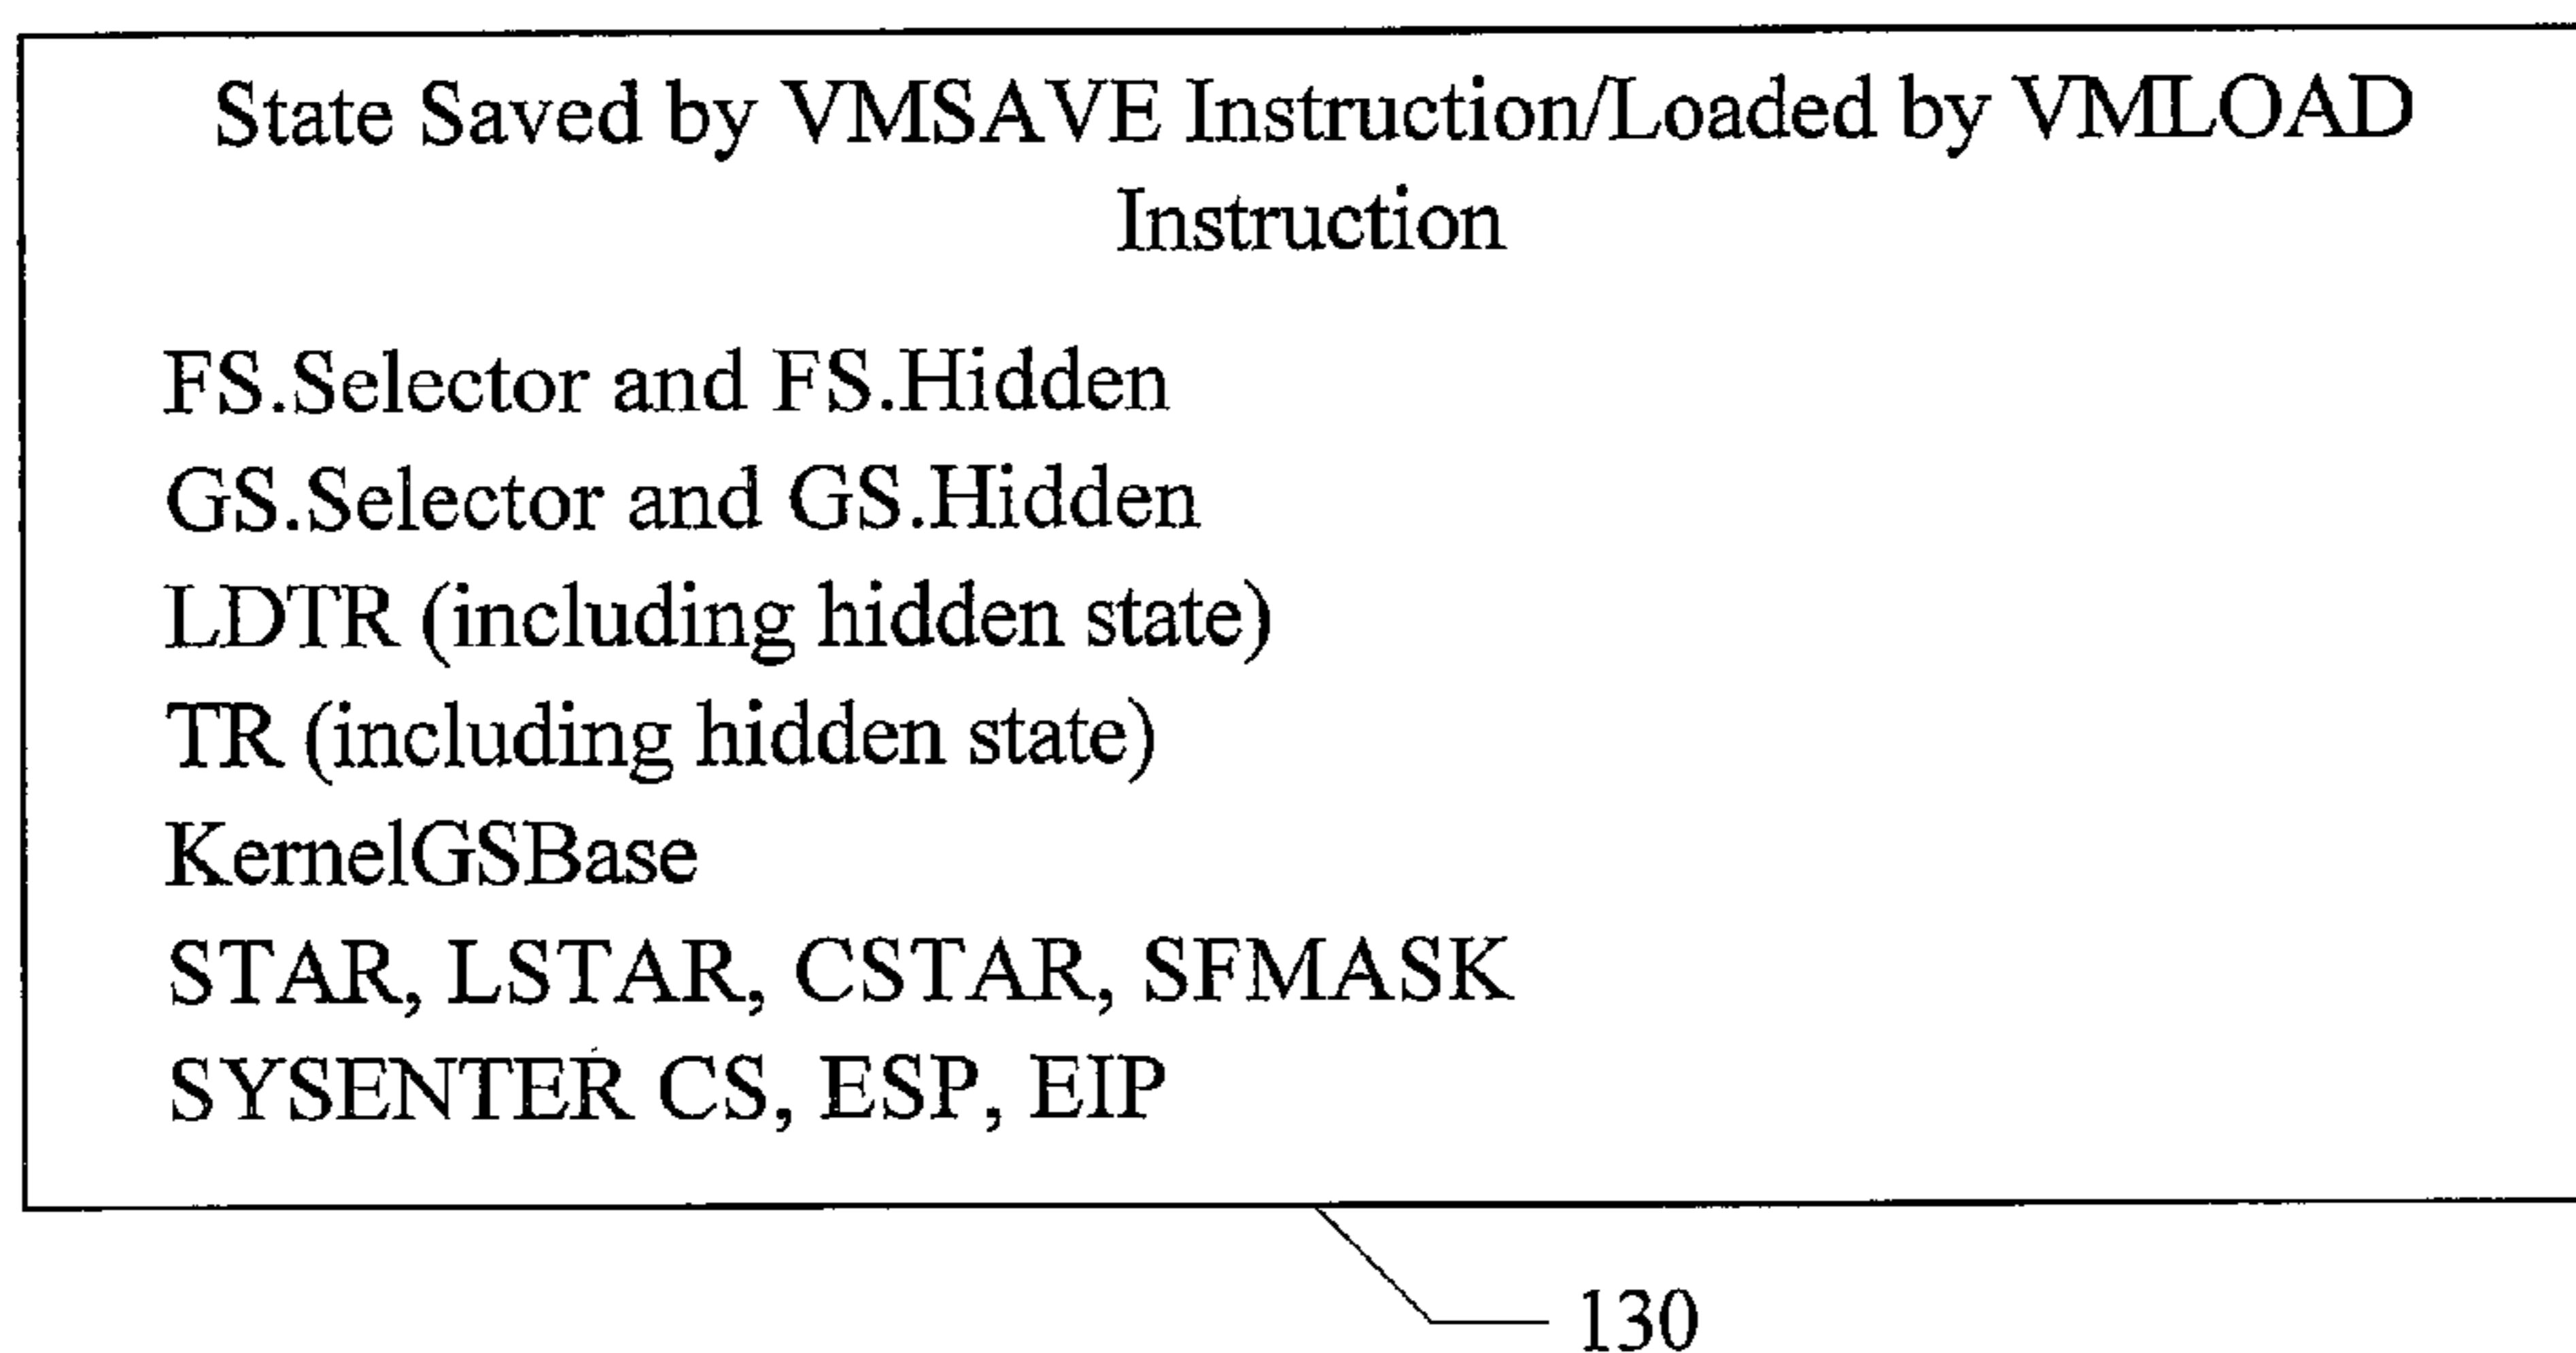 State Saved by VMSAVE Instruction/Loaded by VMLOAD
Instruction
FS.Selector and FS.Hidden
GS.Selector and GS.Hidden
LDTR (including hidden state)
TR (including hidden state)
KernelGSBase
STAR, LSTAR, CSTAR, SFMASK
SYSENTER CS, ESP, EIP
130